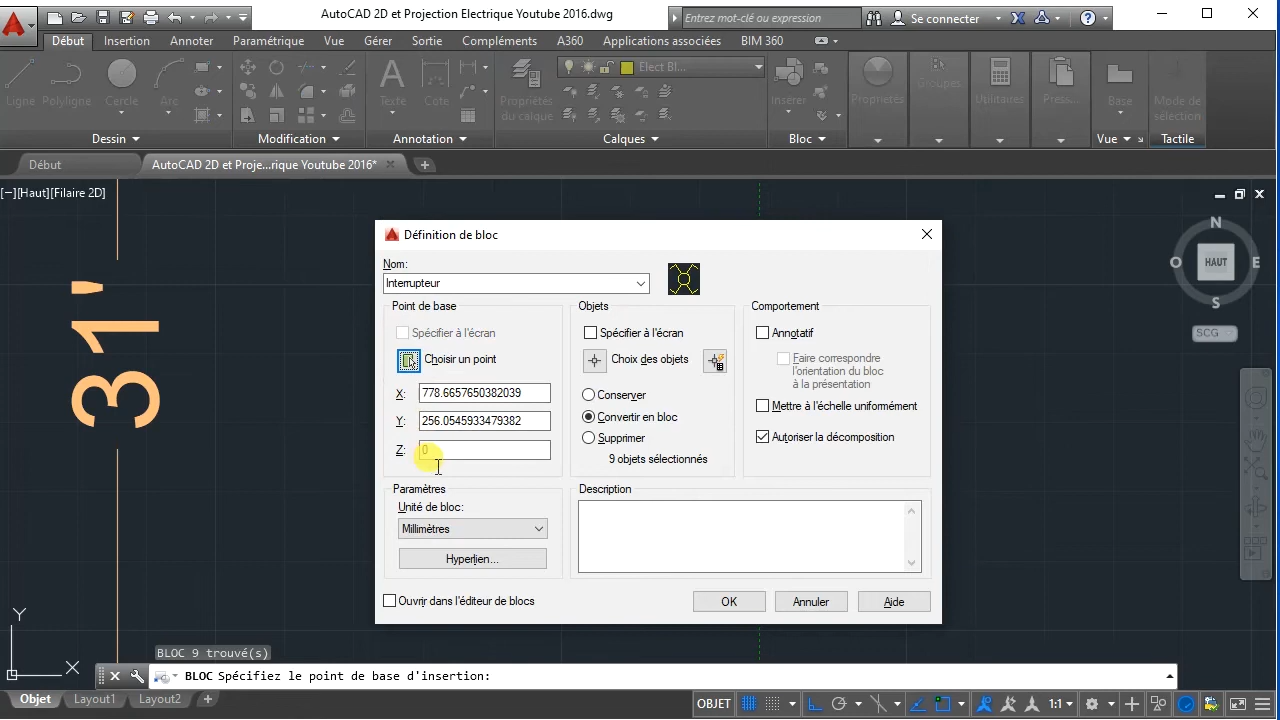 AutoCAD 2D et Projection Electrique Youtube 2016.dwg
Entrez mot-clé ou expression
Se connecter
Début
Insertion
Annoter
Paramétrique
Vue
Gérer
Sortie
Compléments
A360
Applications associées
BIM 360
Elect Bl...
Ligne
Polyligne
Cercle
Arc
Texte
Cote
Propriétés
du calque
Insérer
Propriétés
Groupes
Utilitaires
Press...
Base
Mode de
sélection
Dessin
Modification
Annotation
Calques
Bloc
Vue
Tactile
Début
AutoCAD 2D et Proje...rique Youtube 2016*
[−][Haut][Filaire 2D]
31'
N
O
HAUT
E
S
SCG
Définition de bloc
Nom:
Interrupteur
Point de base
Spécifier à l'écran
Choisir un point
X:
778.6657650382039
Y:
256.0545933479382
Z:
0
Objets
Spécifier à l'écran
Choix des objets
Conserver
Convertir en bloc
Supprimer
9 objets sélectionnés
Comportement
Annotatif
Faire correspondre
l'orientation du bloc
à la présentation
Mettre à l'échelle uniformément
Autoriser la décomposition
Paramètres
Unité de bloc:
Millimètres
Hyperlien...
Description
Ouvrir dans l'éditeur de blocs
OK
Annuler
Aide
Y
X
BLOC 9 trouvé(s)
BLOC Spécifiez le point de base d'insertion:
Objet
Layout1
Layout2
OBJET
1:1